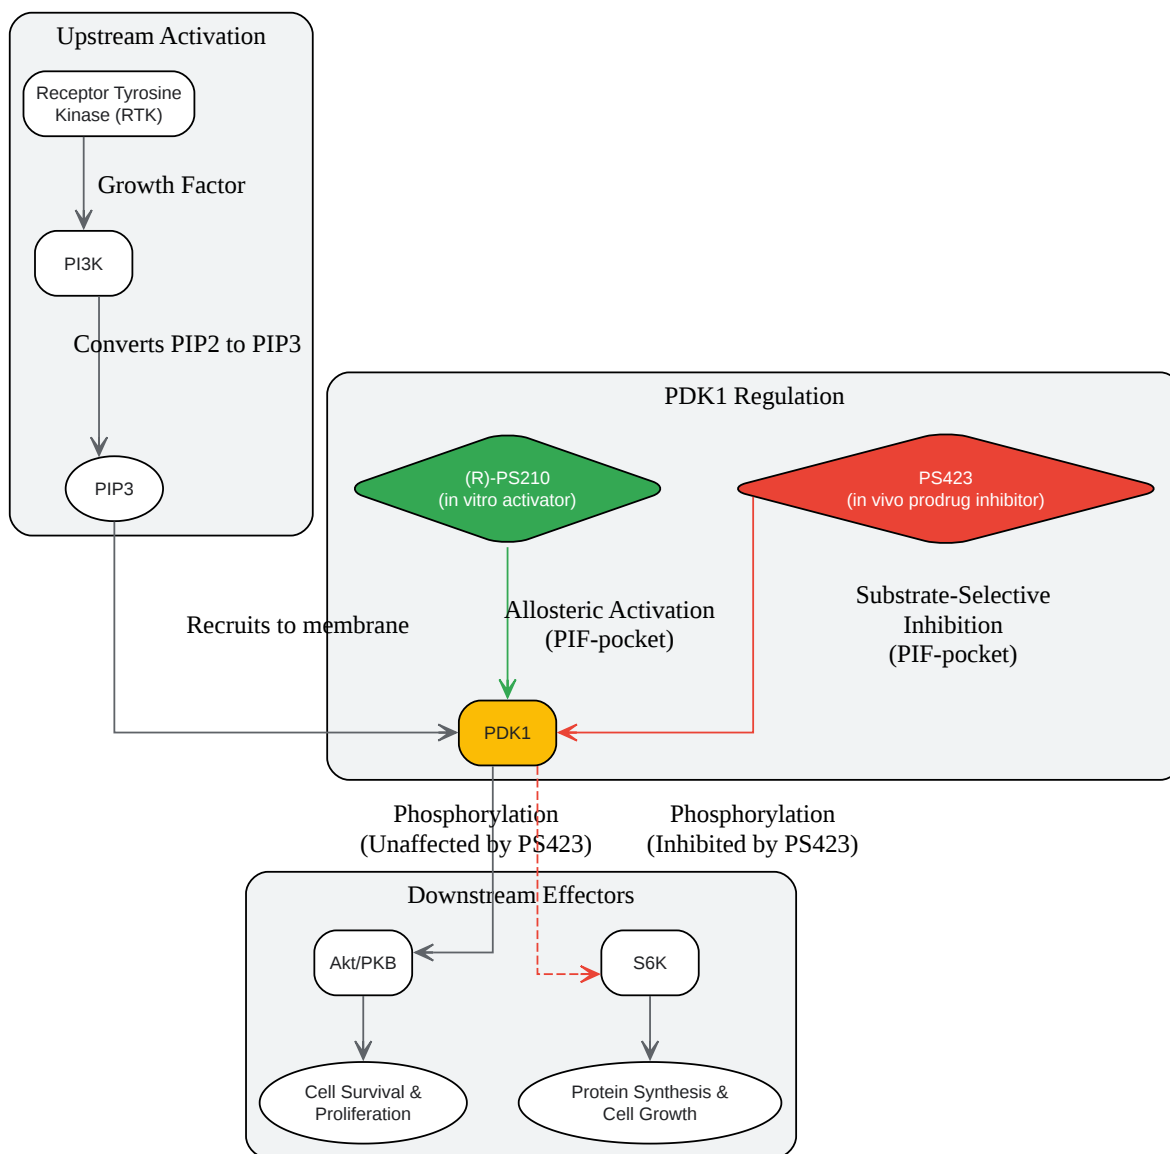 Upstream Activation
Receptor Tyrosine
Kinase (RTK)
Growth Factor
PI3K
Converts PIP2 to PIP3
PIP3
Recruits to membrane
PDK1 Regulation
(R)-PS210
(in vitro activator)
PS423
(in vivo prodrug inhibitor)
Allosteric Activation
(PIF-pocket)
Substrate-Selective
Inhibition
(PIF-pocket)
PDK1
Phosphorylation
(Unaffected by PS423)
Phosphorylation
(Inhibited by PS423)
Downstream Effectors
Akt/PKB
S6K
Cell Survival &
Proliferation
Protein Synthesis &
Cell Growth